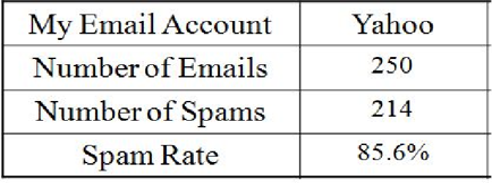 My Email Account Yahoo
Number of Emails 250
Number of Spams 214
Spam Rate 85.6%